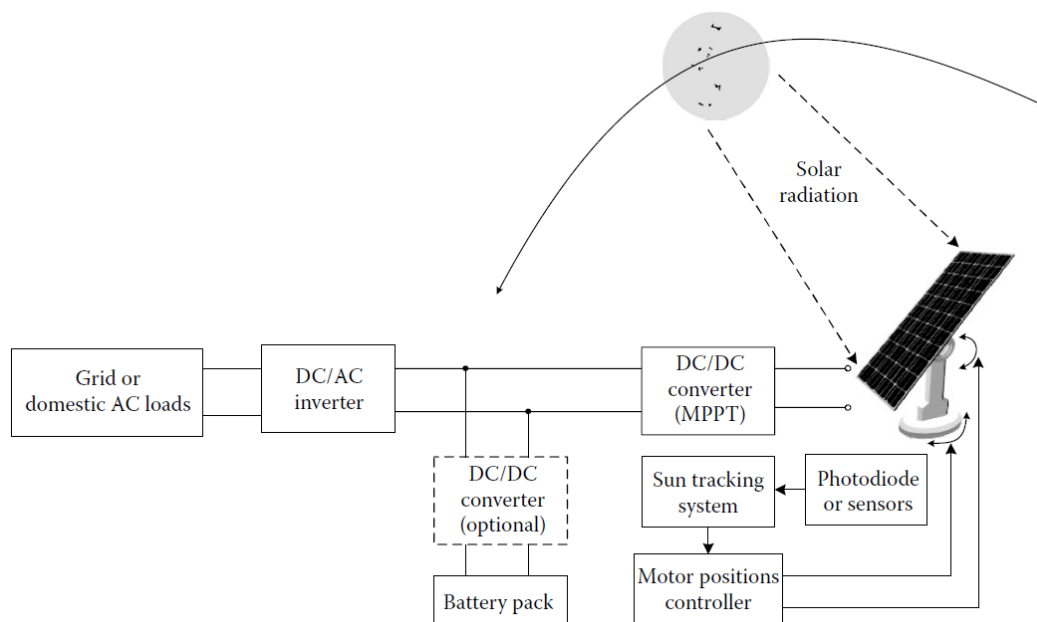 Solar
radiation
Grid or
domestic AC loads
DC/AC
inverter
DC/DC
converter
(MPPT)
DC/DC
converter
(optional)
Sun tracking
system
Photodiode
or sensors
Battery pack
Motor positions
controller